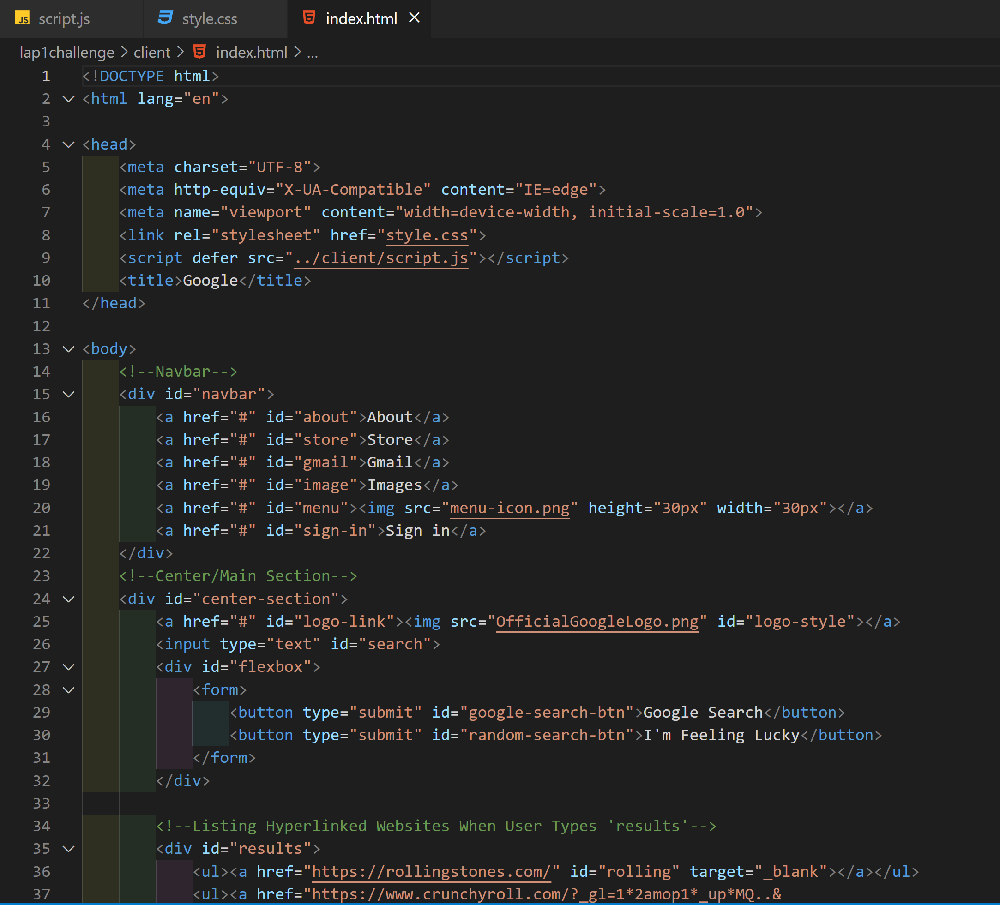 script.js style.css index.html
lap1challenge > client > index.html > ...
1 <!DOCTYPE html>
2 <html lang="en">
3
4 <head>
5 <meta charset="UTF-8">
6 <meta http-equiv="X-UA-Compatible" content="IE=edge">
7 <meta name="viewport" content="width=device-width, initial-scale=1.0">
8 <link rel="stylesheet" href="style.css">
9 <script defer src="../client/script.js"></script>
10 <title>Google</title>
11 </head>
12
13 <body>
14 <!--Navbar-->
15 <div id="navbar">
16 <a href="#" id="about">About</a>
17 <a href="#" id="store">Store</a>
18 <a href="#" id="gmail">Gmail</a>
19 <a href="#" id="image">Images</a>
20 <a href="#" id="menu"><img src="menu-icon.png" height="30px" width="30px"></a>
21 <a href="#" id="sign-in">Sign in</a>
22 </div>
23 <!--Center/Main Section-->
24 <div id="center-section">
25 <a href="#" id="logo-link"><img src="OfficialGoogleLogo.png" id="logo-style"></a>
26 <input type="text" id="search">
27 <div id="flexbox">
28 <form>
29 <button type="submit" id="google-search-btn">Google Search</button>
30 <button type="submit" id="random-search-btn">I'm Feeling Lucky</button>
31 </form>
32 </div>
33
34 <!--Listing Hyperlinked Websites When User Types 'results'-->
35 <div id="results">
36 <ul><a href="https://rollingstones.com/" id="rolling" target="_blank"></a></ul>
37 <ul><a href="https://www.crunchyroll.com/?_gl=1*2amop1*_up*MQ..&